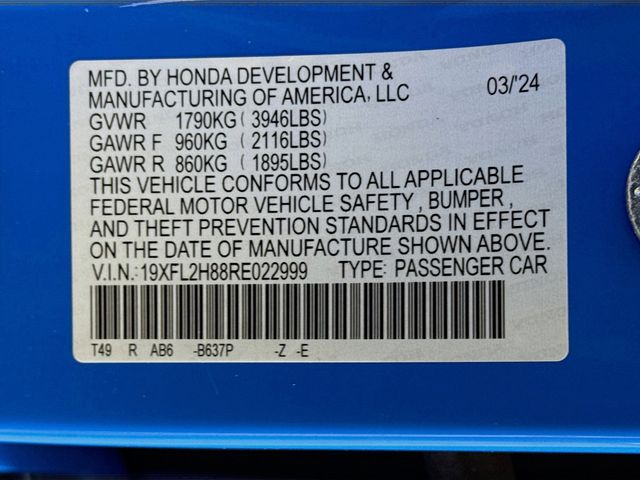 MFD. BY HONDA DEVELOPMENT &
MANUFACTURING OF AMERICA, LLC 03/'24
GVWR 1790KG ( 3946LBS)
GAWR F 960KG ( 2116LBS)
GAWR R 860KG ( 1895LBS)
THIS VEHICLE CONFORMS TO ALL APPLICABLE
FEDERAL MOTOR VEHICLE SAFETY , BUMPER ,
AND THEFT PREVENTION STANDARDS IN EFFECT
ON THE DATE OF MANUFACTURE SHOWN ABOVE.
V.I.N.:19XFL2H88RE022999 TYPE: PASSENGER CAR
T49 R AB6 -B637P -Z -E